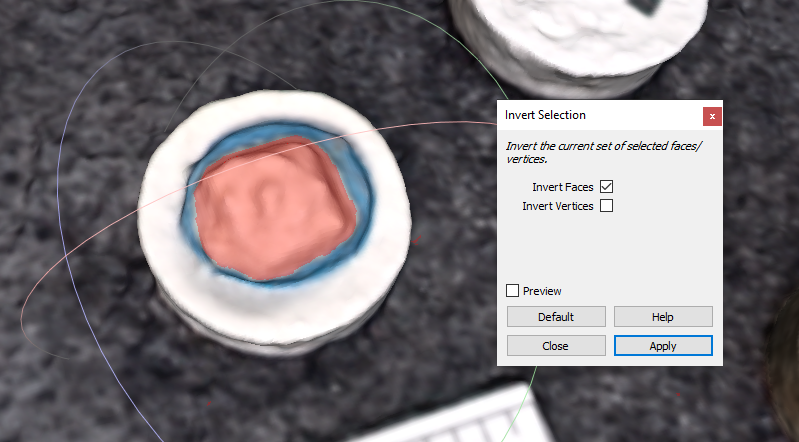 Invert Selection
x
Invert the current set of selected faces/
vertices.
Invert Faces
Invert Vertices
Preview
Default
Help
Close
Apply